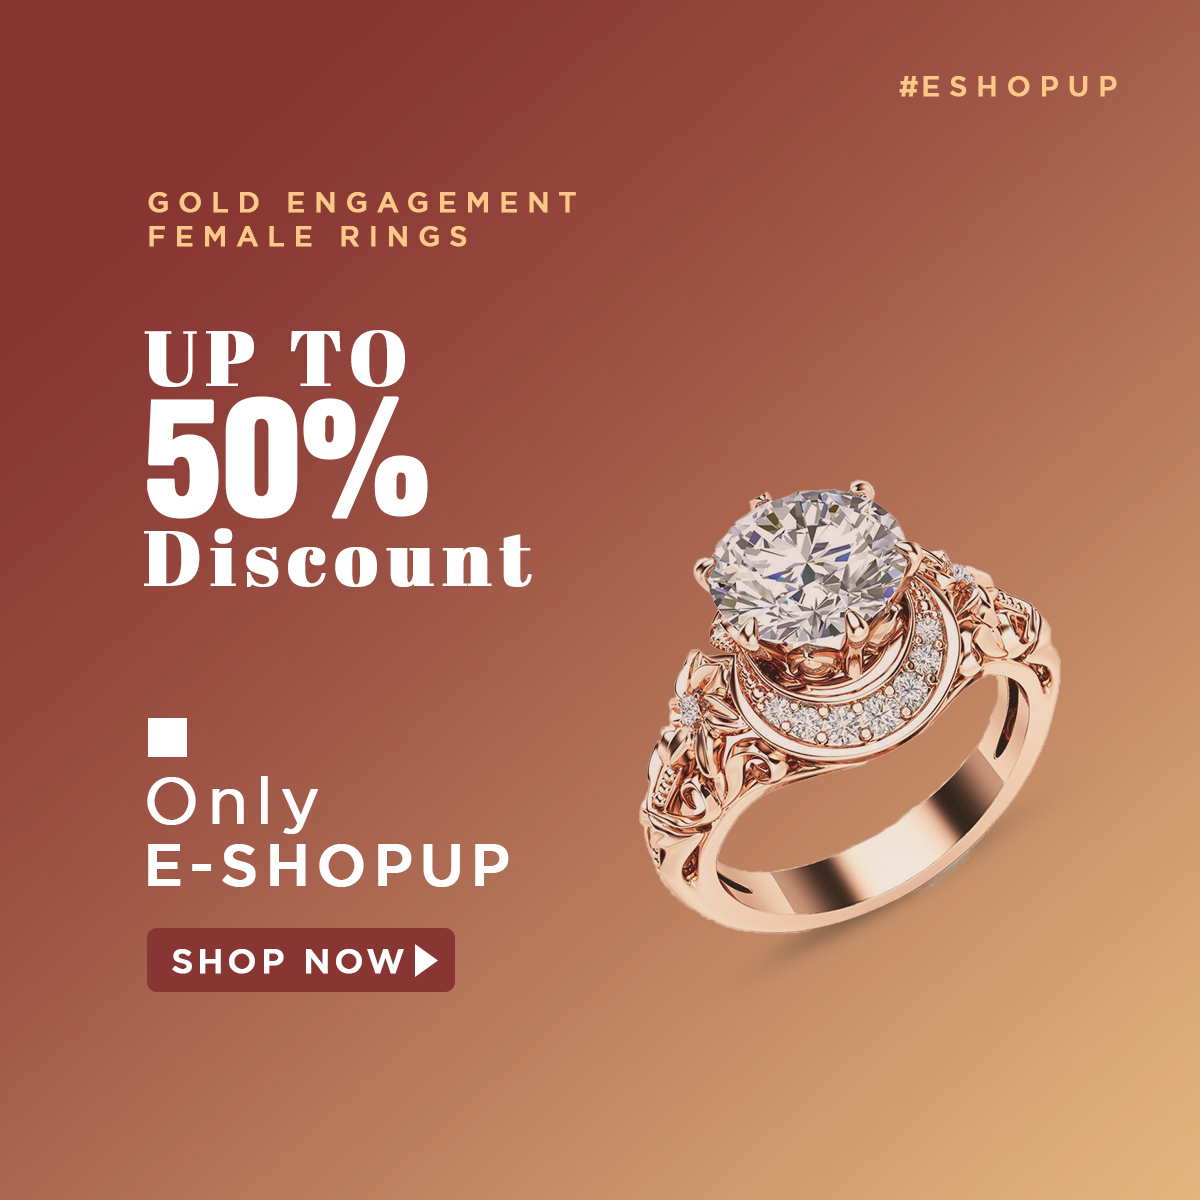 #ESHOPUP
GOLD ENGAGEMENT
FEMALE RINGS
UP TO
50%
Discount
Only
E-SHOPUP
SHOP NOW